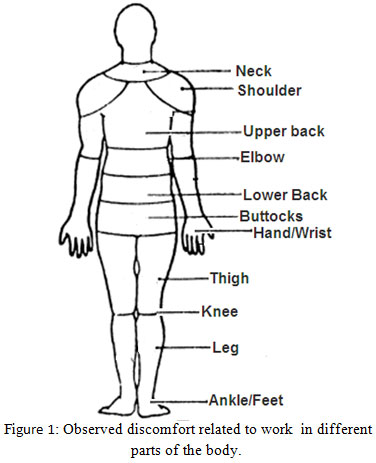 Neck
Shoulder
Upper back
Elbow
Lower Back
Buttocks
Hand/Wrist
Thigh
Knee
Leg
Ankle/Feet
Figure 1: Observed discomfort related to work in different
parts of the body.